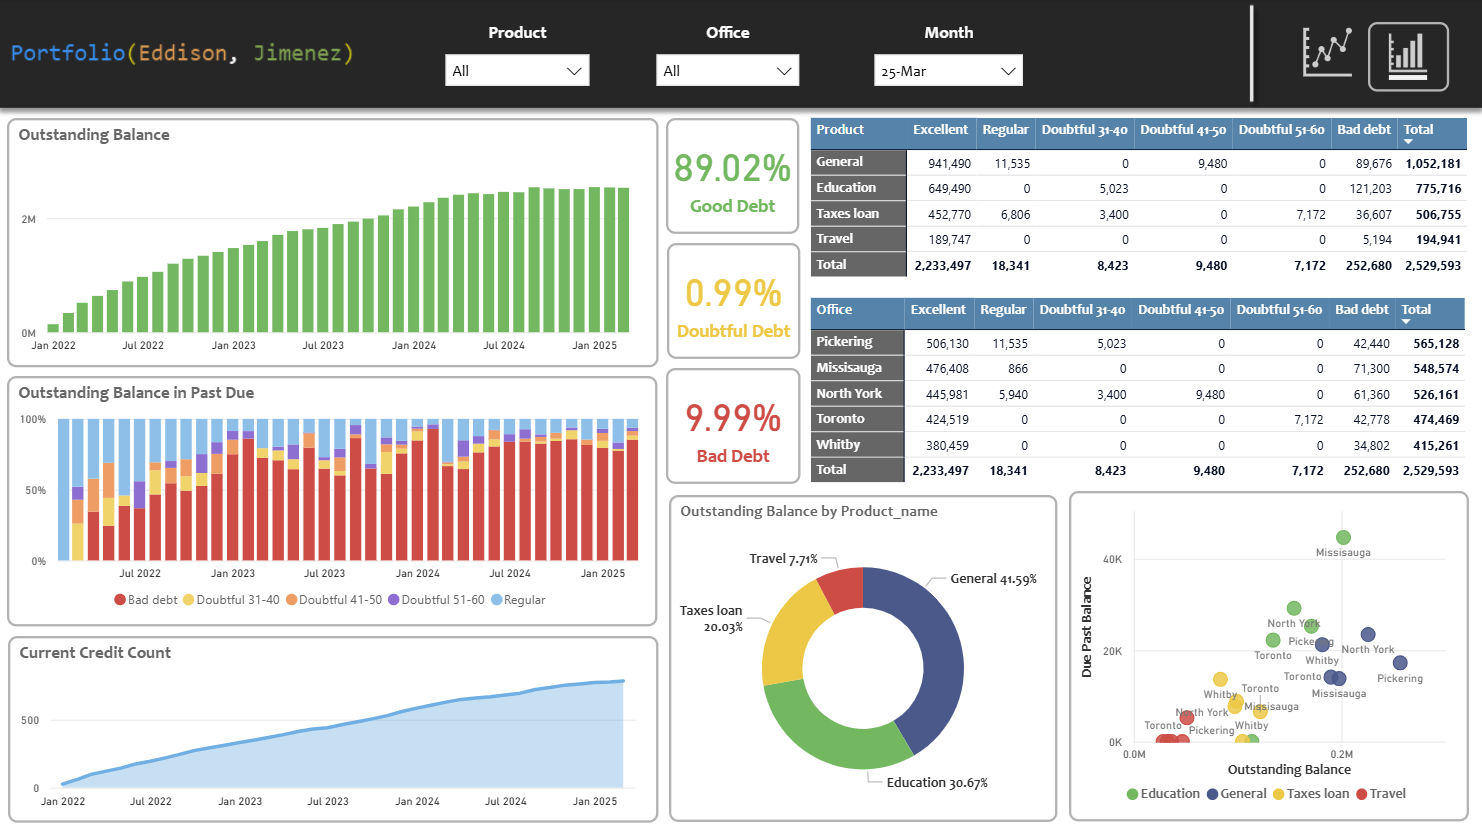 Portfolio(Eddison, Jimenez)
Product
Office
Month
All
All
25-Mar
Outstanding Balance
2M
0M
Jan 2022 Jul 2022 Jan 2023 Jul 2023 Jan 2024 Jul 2024 Jan 2025
Outstanding Balance in Past Due
100%
50%
0%
Jul 2022 Jan 2023 Jul 2023 Jan 2024 Jul 2024 Jan 2025
Bad debt Doubtful 31-40 Doubtful 41-50 Doubtful 51-60 Regular
Current Credit Count
500
0
Jan 2022 Jul 2022 Jan 2023 Jul 2023 Jan 2024 Jul 2024 Jan 2025
89.02%
Good Debt
0.99%
Doubtful Debt
9.99%
Bad Debt
Product Excellent Regular Doubtful 31-40 Doubtful 41-50 Doubtful 51-60 Bad debt Total
General 941,490 11,535 0 9,480 0 89,676 1,052,181
Education 649,490 0 5,023 0 0 121,203 775,716
Taxes loan 452,770 6,806 3,400 0 7,172 36,607 506,755
Travel 189,747 0 0 0 0 5,194 194,941
Total 2,233,497 18,341 8,423 9,480 7,172 252,680 2,529,593
Office Excellent Regular Doubtful 31-40 Doubtful 41-50 Doubtful 51-60 Bad debt Total
Pickering 506,130 11,535 5,023 0 0 42,440 565,128
Missisauga 476,408 866 0 0 0 71,300 548,574
North York 445,981 5,940 3,400 9,480 0 61,360 526,161
Toronto 424,519 0 0 0 7,172 42,778 474,469
Whitby 380,459 0 0 0 0 34,802 415,261
Total 2,233,497 18,341 8,423 9,480 7,172 252,680 2,529,593
Outstanding Balance by Product_name
Travel 7.71%
General 41.59%
Taxes loan
20.03%
Education 30.67%
Due Past Balance
40K
20K
0K
Missisauga
North York
Pickering
North York
Toronto
Whitby
Toronto
Pickering
Missisauga
Whitby
Toronto
Missisauga
North York
Toronto
Pickering
Whitby
0.0M 0.2M
Outstanding Balance
Education General Taxes loan Travel